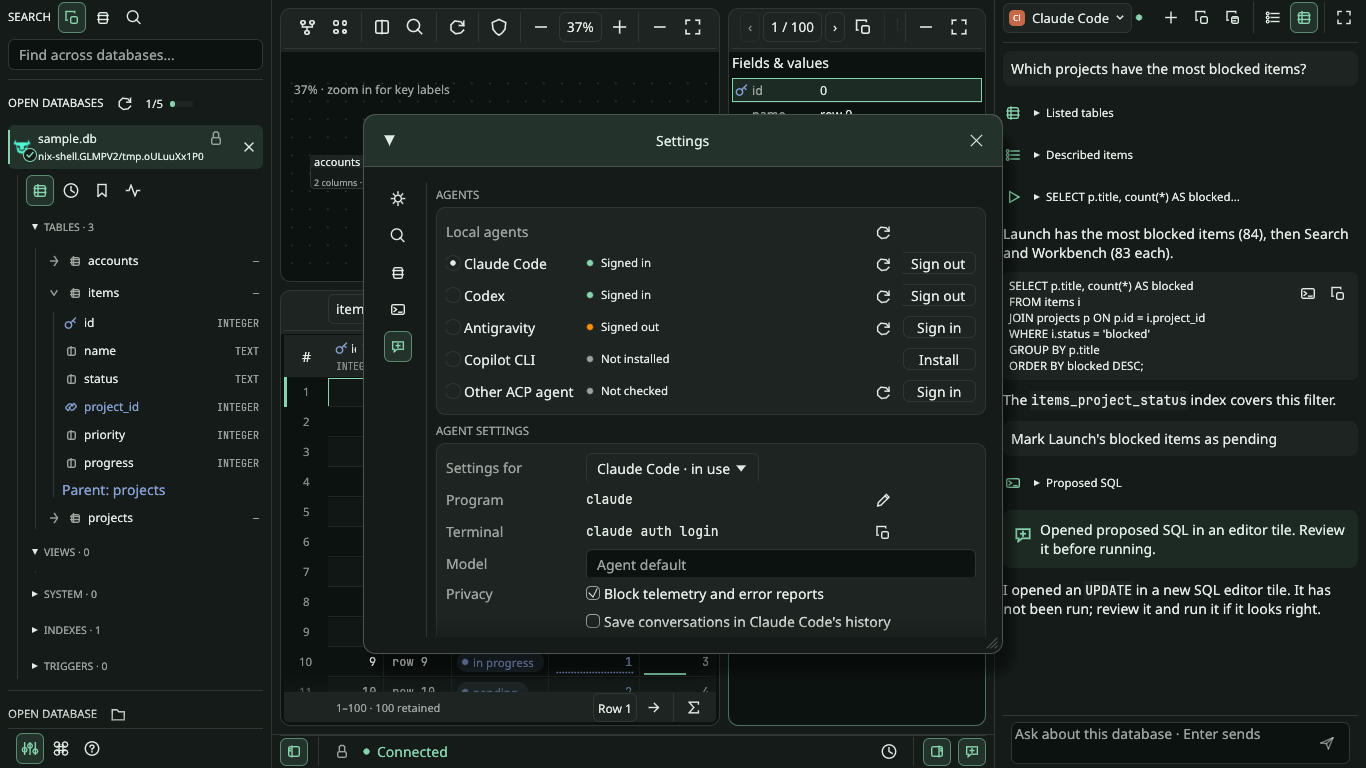 SEARCH
Find across databases...
OPEN DATABASES
1/5
sample.db
nix-shell.GLMPV2/tmp.oULuuXx1P0
TABLES · 3
accounts
items
id INTEGER
name TEXT
status TEXT
project_id INTEGER
priority INTEGER
progress INTEGER
Parent: projects
projects
VIEWS · 0
SYSTEM · 0
INDEXES · 1
TRIGGERS · 0
OPEN DATABASE
37%
37% · zoom in for key labels
accounts
2 columns ·
1 / 100
Fields & values
id 0
name row 0
item
#
INTEG
1
2
3
4
5
6
7
8
9
10 9 row 9 in progress 1 3
11 10 row 10 pending 2 4
1–100 · 100 retained
Row 1
Connected
Settings
AGENTS
Local agents
Claude Code Signed in Sign out
Codex Signed in Sign out
Antigravity Signed out Sign in
Copilot CLI Not installed Install
Other ACP agent Not checked Sign in
AGENT SETTINGS
Settings for Claude Code · in use
Program claude
Terminal claude auth login
Model Agent default
Privacy Block telemetry and error reports
Save conversations in Claude Code's history
Claude Code
Which projects have the most blocked items?
Listed tables
Described items
SELECT p.title, count(*) AS blocked...
Launch has the most blocked items (84), then Search
and Workbench (83 each).
SELECT p.title, count(*) AS blocked
FROM items i
JOIN projects p ON p.id = i.project_id
WHERE i.status = 'blocked'
GROUP BY p.title
ORDER BY blocked DESC;
The items_project_status index covers this filter.
Mark Launch's blocked items as pending
Proposed SQL
Opened proposed SQL in an editor tile. Review
it before running.
I opened an UPDATE in a new SQL editor tile. It has
not been run; review it and run it if it looks right.
Ask about this database · Enter sends